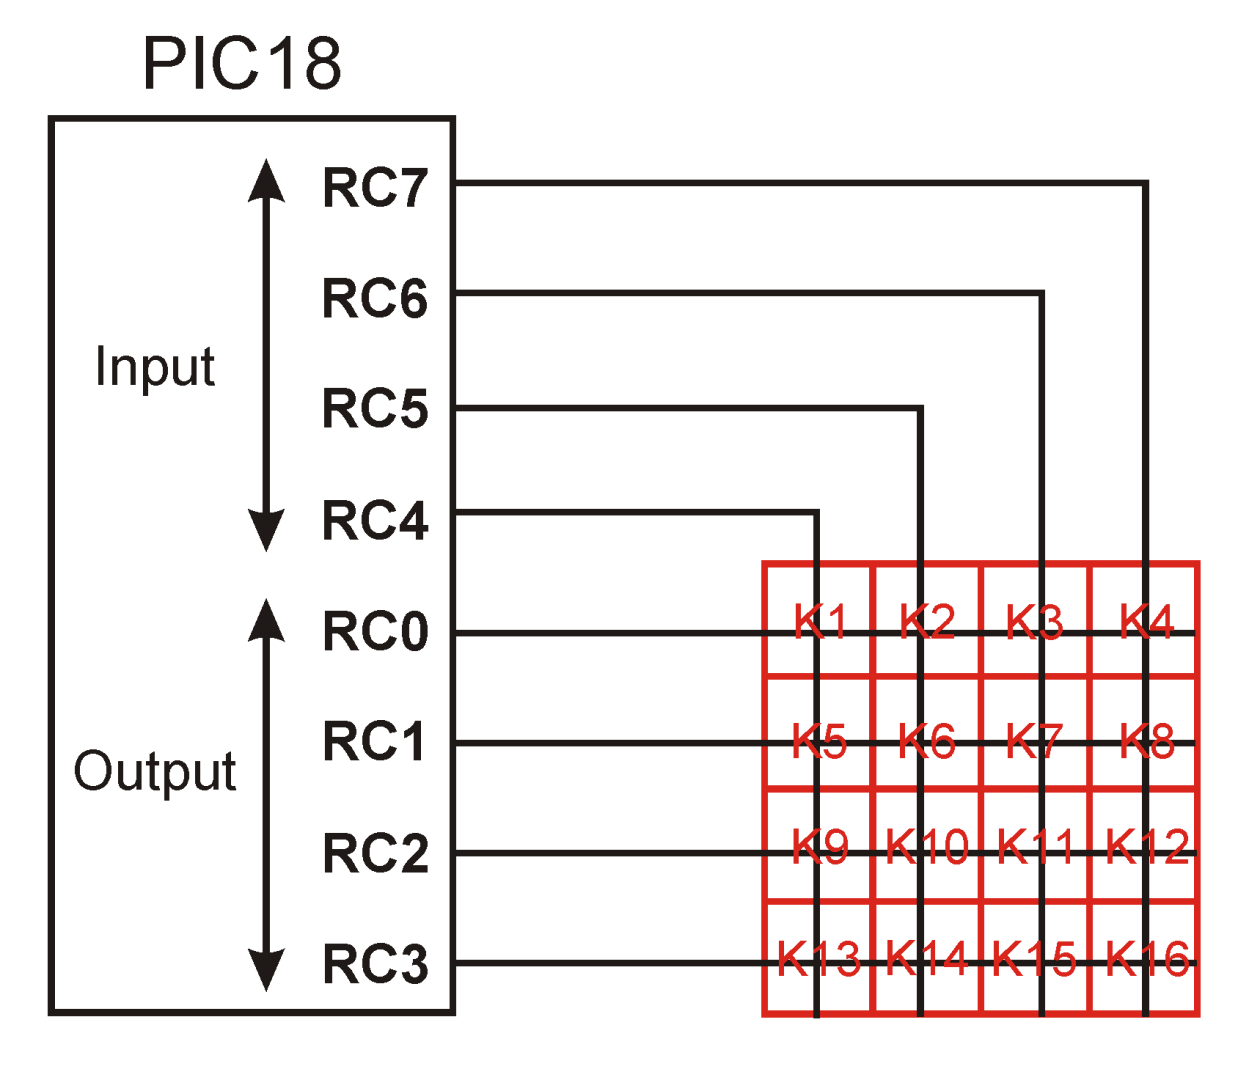 PIC18
RC7
RC6
Input
RC5
RC4
RC0
K1 K2 K3 K4
RC1
K5 K6 K7 K8
Output
RC2
K9 K10 K11 K12
RC3
K13 K14 K15 K16